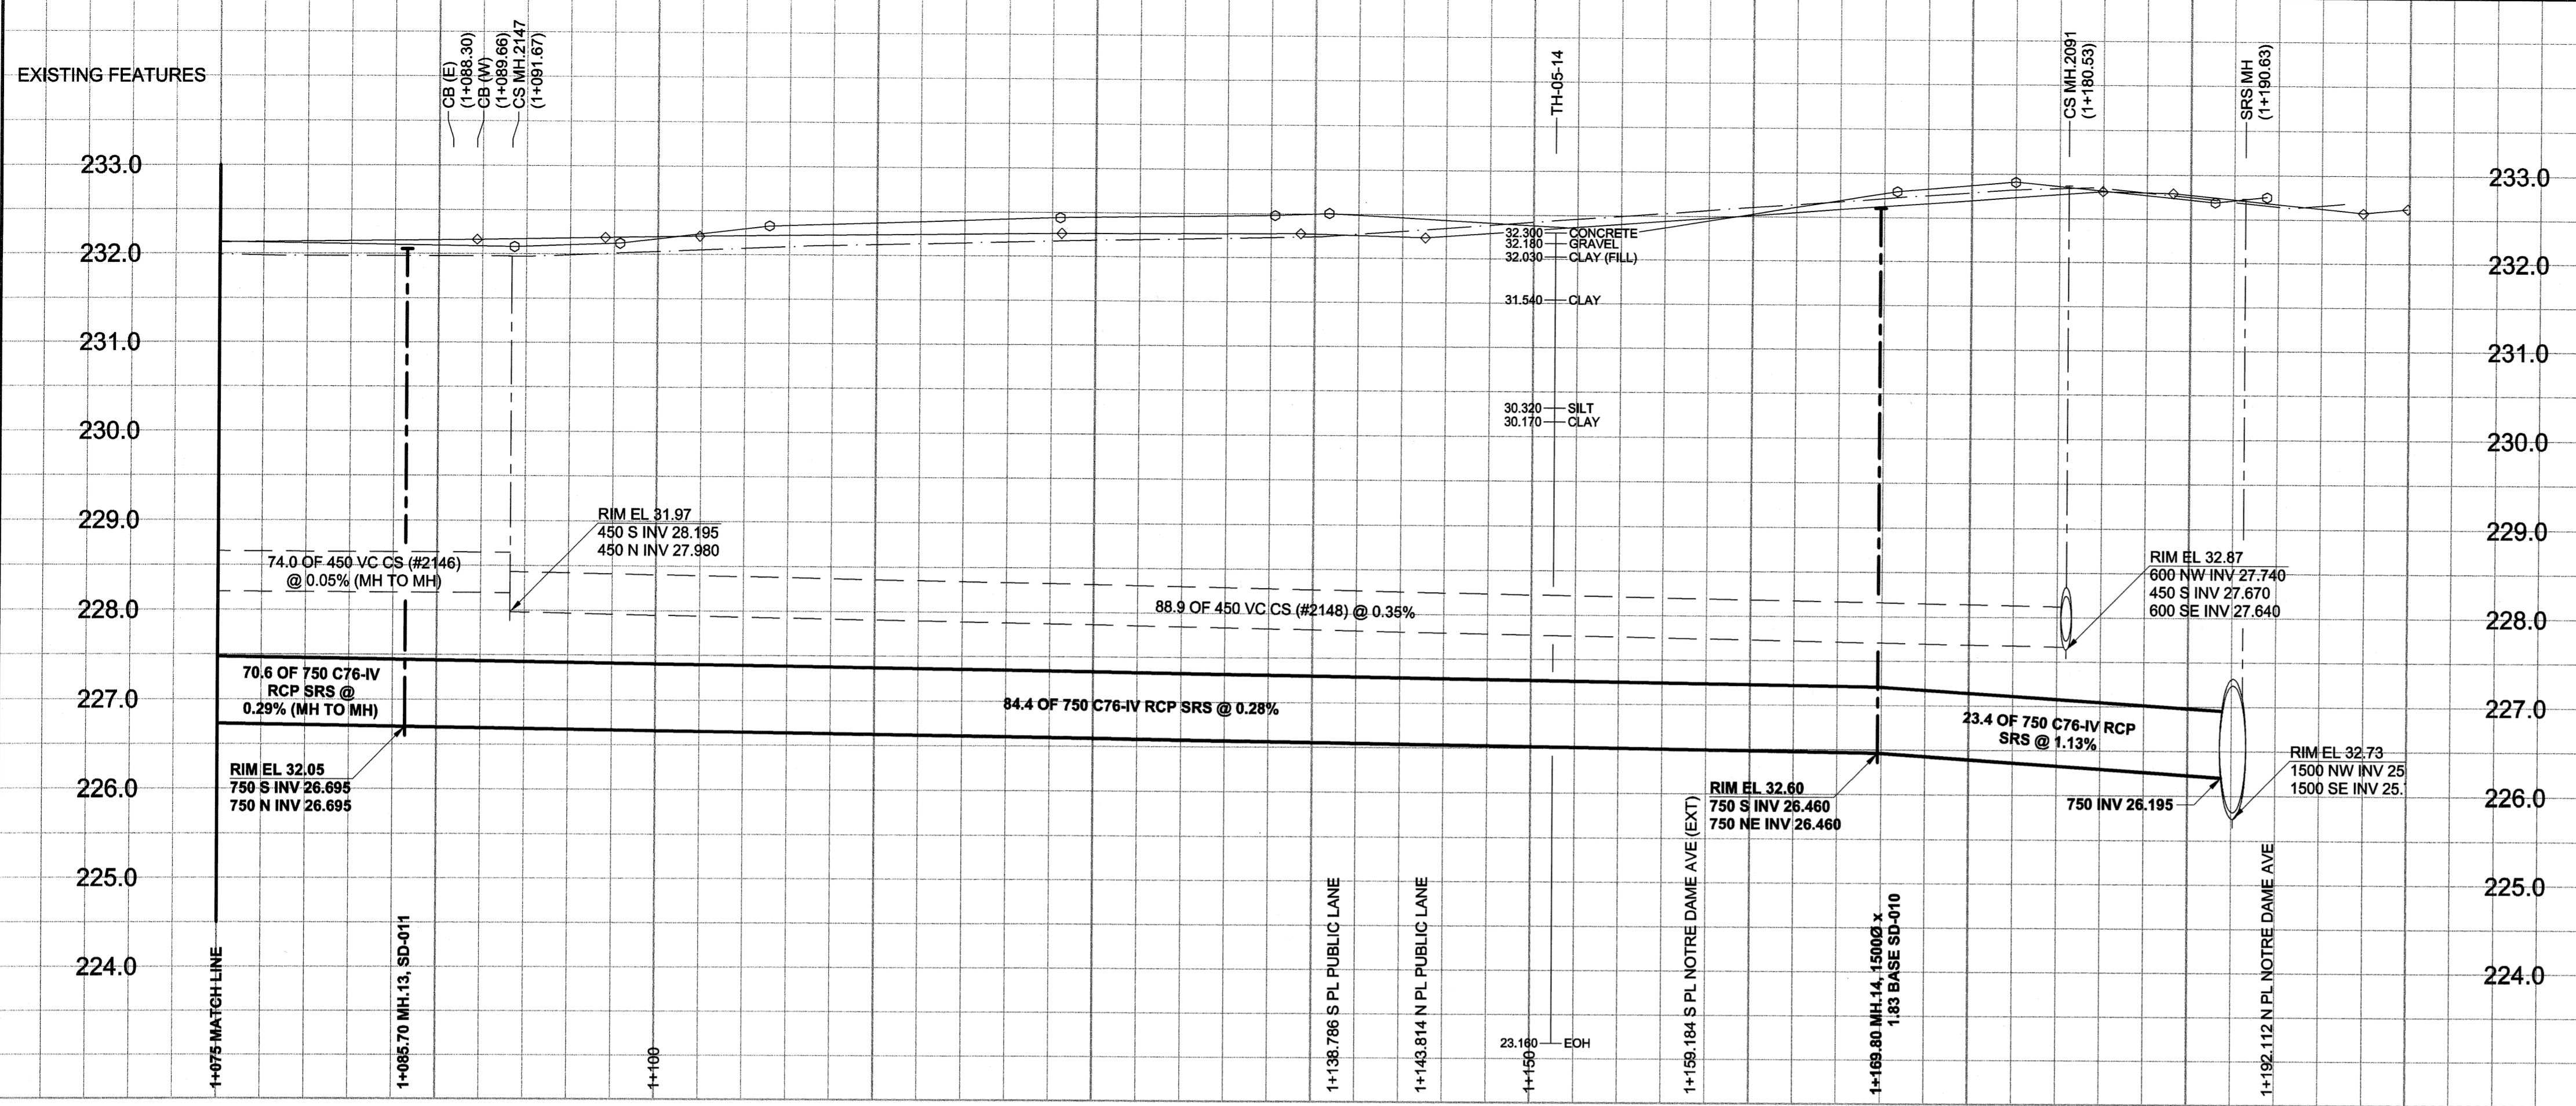 EXISTING FEATURES
CB (E)
(1+088.30)
CB (W)
(1+089.66)
CS MH.2147
(1+091.67)
TH-05-14
CS MH.2091
(1+180.53)
SRS MH
(1+190.63)
233.0
232.0
231.0
230.0
229.0
228.0
227.0
226.0
225.0
224.0
233.0
232.0
231.0
230.0
229.0
228.0
227.0
226.0
225.0
224.0
32.300 CONCRETE
32.180 GRAVEL
32.030 CLAY (FILL)
31.540 CLAY
30.320 SILT
30.170 CLAY
23.160 EOH
RIM EL 31.97
450 S INV 28.195
450 N INV 27.980
74.0 OF 450 VC CS (#2146)
@ 0.05% (MH TO MH)
88.9 OF 450 VC CS (#2148) @ 0.35%
RIM EL 32.87
600 NW INV 27.740
450 S INV 27.670
600 SE INV 27.640
70.6 OF 750 C76-IV
RCP SRS @
0.29% (MH TO MH)
84.4 OF 750 C76-IV RCP SRS @ 0.28%
23.4 OF 750 C76-IV RCP
SRS @ 1.13%
RIM EL 32.05
750 S INV 26.695
750 N INV 26.695
RIM EL 32.60
750 S INV 26.460
750 NE INV 26.460
750 INV 26.195
RIM EL 32.73
1500 NW INV 25
1500 SE INV 25.
1+075 MATCH LINE
1+085.70 MH.13, SD-011
1+100
1+138.786 S PL PUBLIC LANE
1+143.814 N PL PUBLIC LANE
1+150
1+159.184 S PL NOTRE DAME AVE (EXT)
1+169.80 MH.14, 1500Ø x
1.83 BASE SD-010
1+192.112 N PL NOTRE DAME AVE